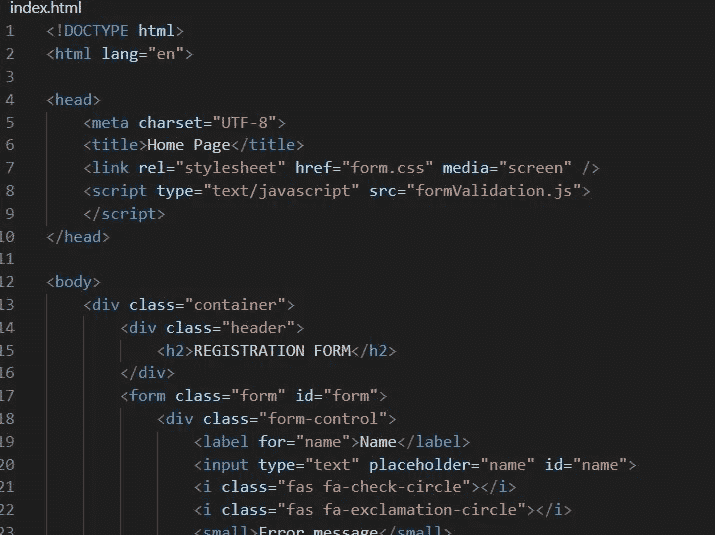 index.html
1 <!DOCTYPE html>
2 <html lang="en">
3
4 <head>
5 <meta charset="UTF-8">
6 <title>Home Page</title>
7 <link rel="stylesheet" href="form.css" media="screen" />
8 <script type="text/javascript" src="formValidation.js">
9 </script>
10 </head>
11
12 <body>
13 <div class="container">
14 <div class="header">
15 <h2>REGISTRATION FORM</h2>
16 </div>
17 <form class="form" id="form">
18 <div class="form-control">
19 <label for="name">Name</label>
20 <input type="text" placeholder="name" id="name">
21 <i class="fas fa-check-circle"></i>
22 <i class="fas fa-exclamation-circle"></i>
23 <small>Error message</small>